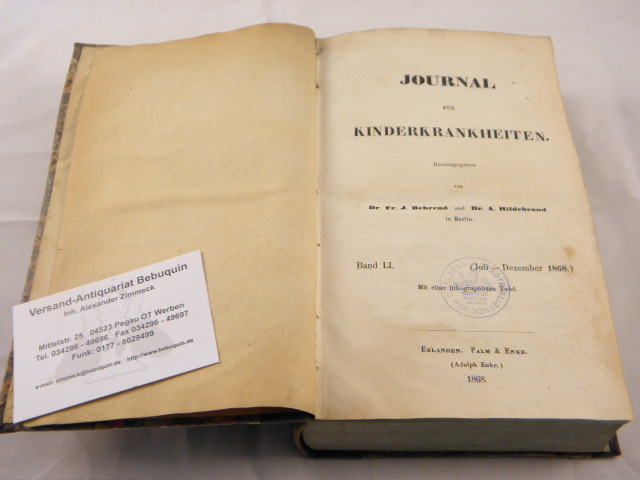 Versand-Antiquariat Bebuquin
Inh. Alexander Zimmeck
Mittelstr. 25 04523 Pegau OT Werben
Tel. 034296 - 49696 Fax 034296 - 49697
Funk: 0177 - 8029499
e-mail: zimmeck@bebuquin.de http://www.bebuquin.de
JOURNAL
FÜR
KINDERKRANKHEITEN.
Herausgegeben
von
Dr. Fr. J. Behrend und Dr. A. Hildebrand
in Berlin.
Band LI. (Juli — Dezember 1868.)
Mit einer lithographirten Tafel.
ERLANGEN. PALM & ENKE.
(Adolph Enke.)
1868.